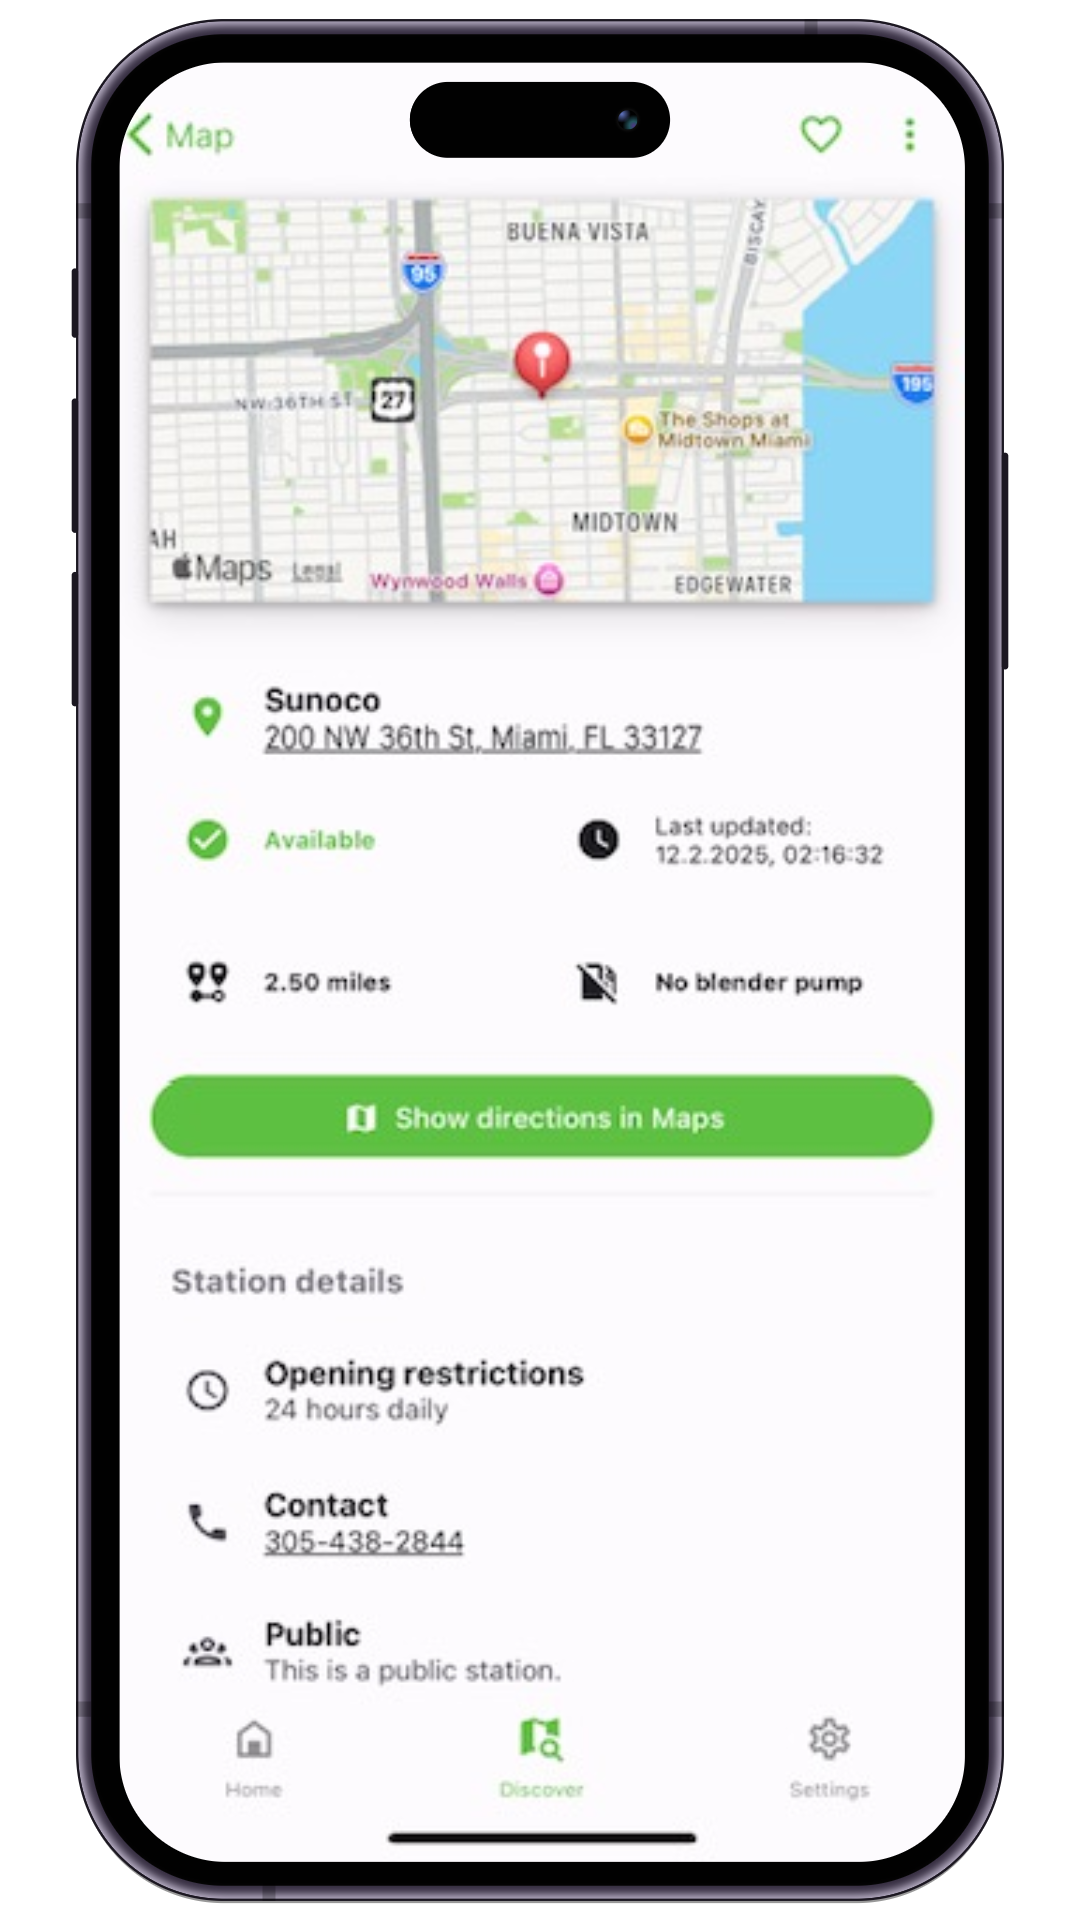 Map
BUENA VISTA
BISCAY
95
195
NW 36TH ST
27
The Shops at
Midtown Miami
MIDTOWN
AH
Maps
Legal
Wynwood Walls
EDGEWATER
Sunoco
200 NW 36th St, Miami, FL 33127
Available
Last updated:
12.2.2025, 02:16:32
2.50 miles
No blender pump
Show directions in Maps
Station details
Opening restrictions
24 hours daily
Contact
305-438-2844
Public
This is a public station.
Home
Discover
Settings